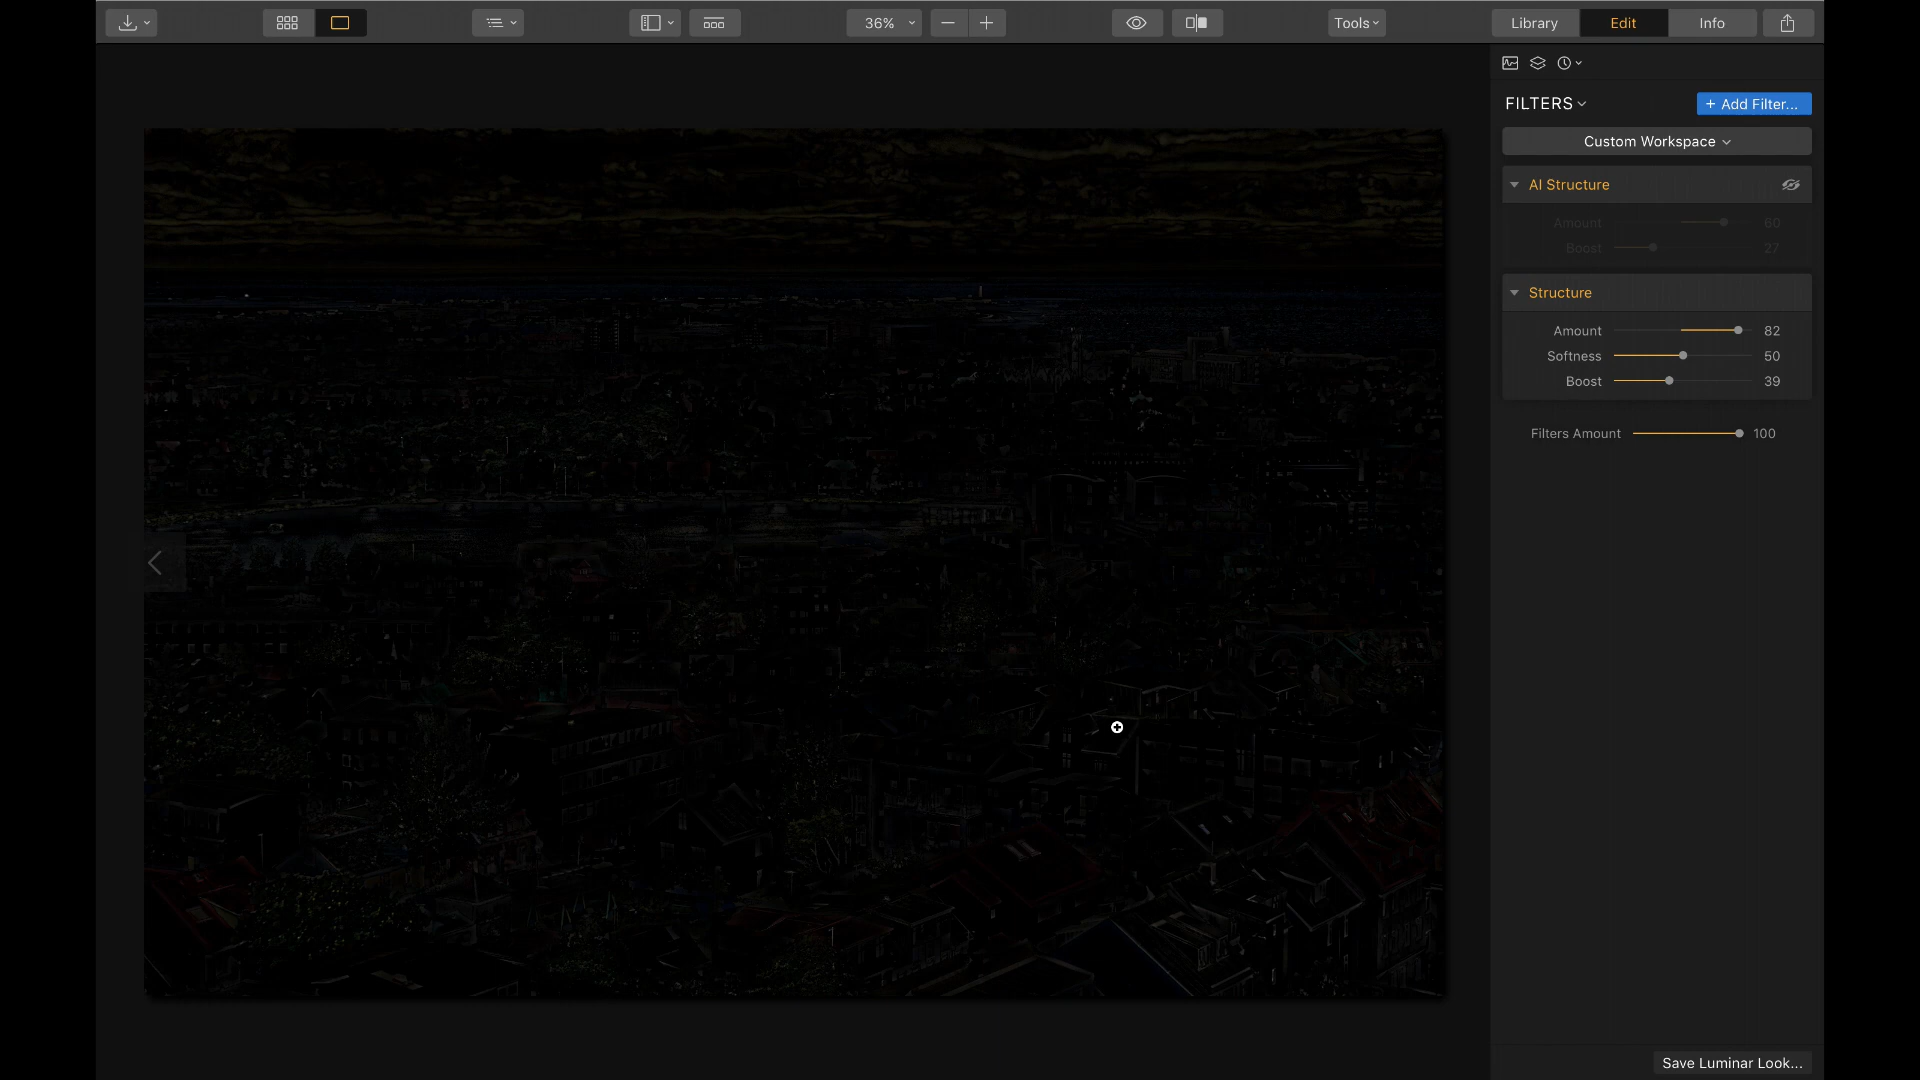 36%
Tools
Library
Edit
Info
FILTERS
+ Add Filter...
Custom Workspace
AI Structure
Amount 60
Boost 27
Structure
Amount 82
Softness 50
Boost 39
Filters Amount 100
Save Luminar Look...